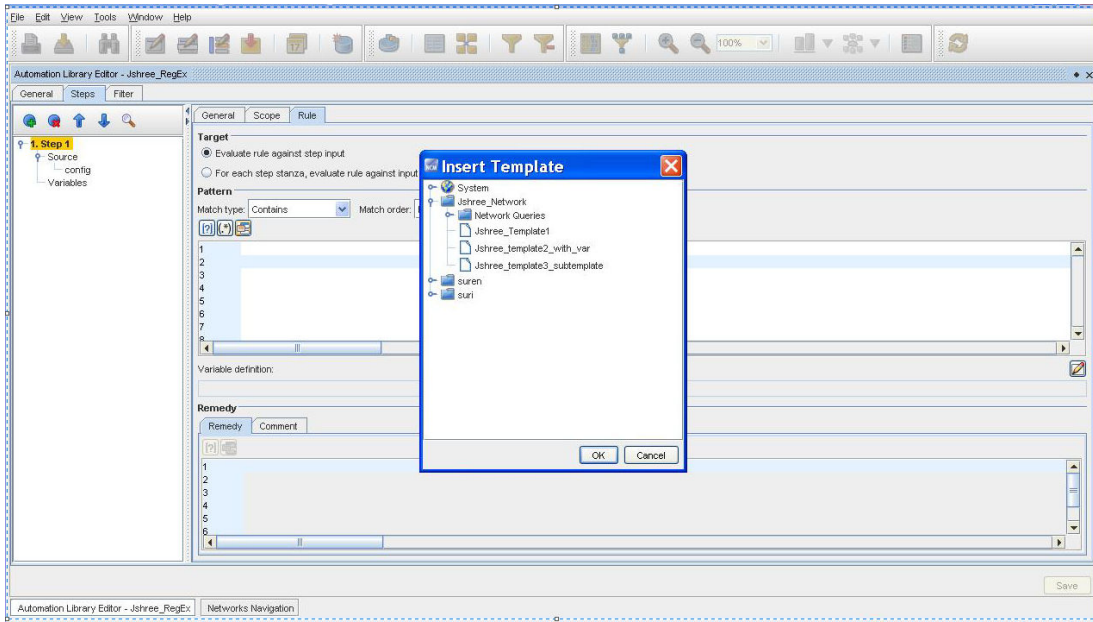 File Edit View Tools Window Help
100%
Automation Library Editor - Jshree_RegEx
General Steps Filter
General Scope Rule
1. Step 1
Source
config
Variables
Target
Evaluate rule against step input
For each step stanza, evaluate rule against input
Pattern
Match type: Contains Match order:
[?] (.*)
1
2
3
4
5
6
7
8
Variable definition:
Remedy
Remedy Comment
[?]
1
2
3
4
5
6
Insert Template
System
Jshree_Network
Network Queries
Jshree_Template1
Jshree_template2_with_var
Jshree_template3_subtemplate
suren
suri
OK Cancel
Save
Automation Library Editor - Jshree_RegEx Networks Navigation